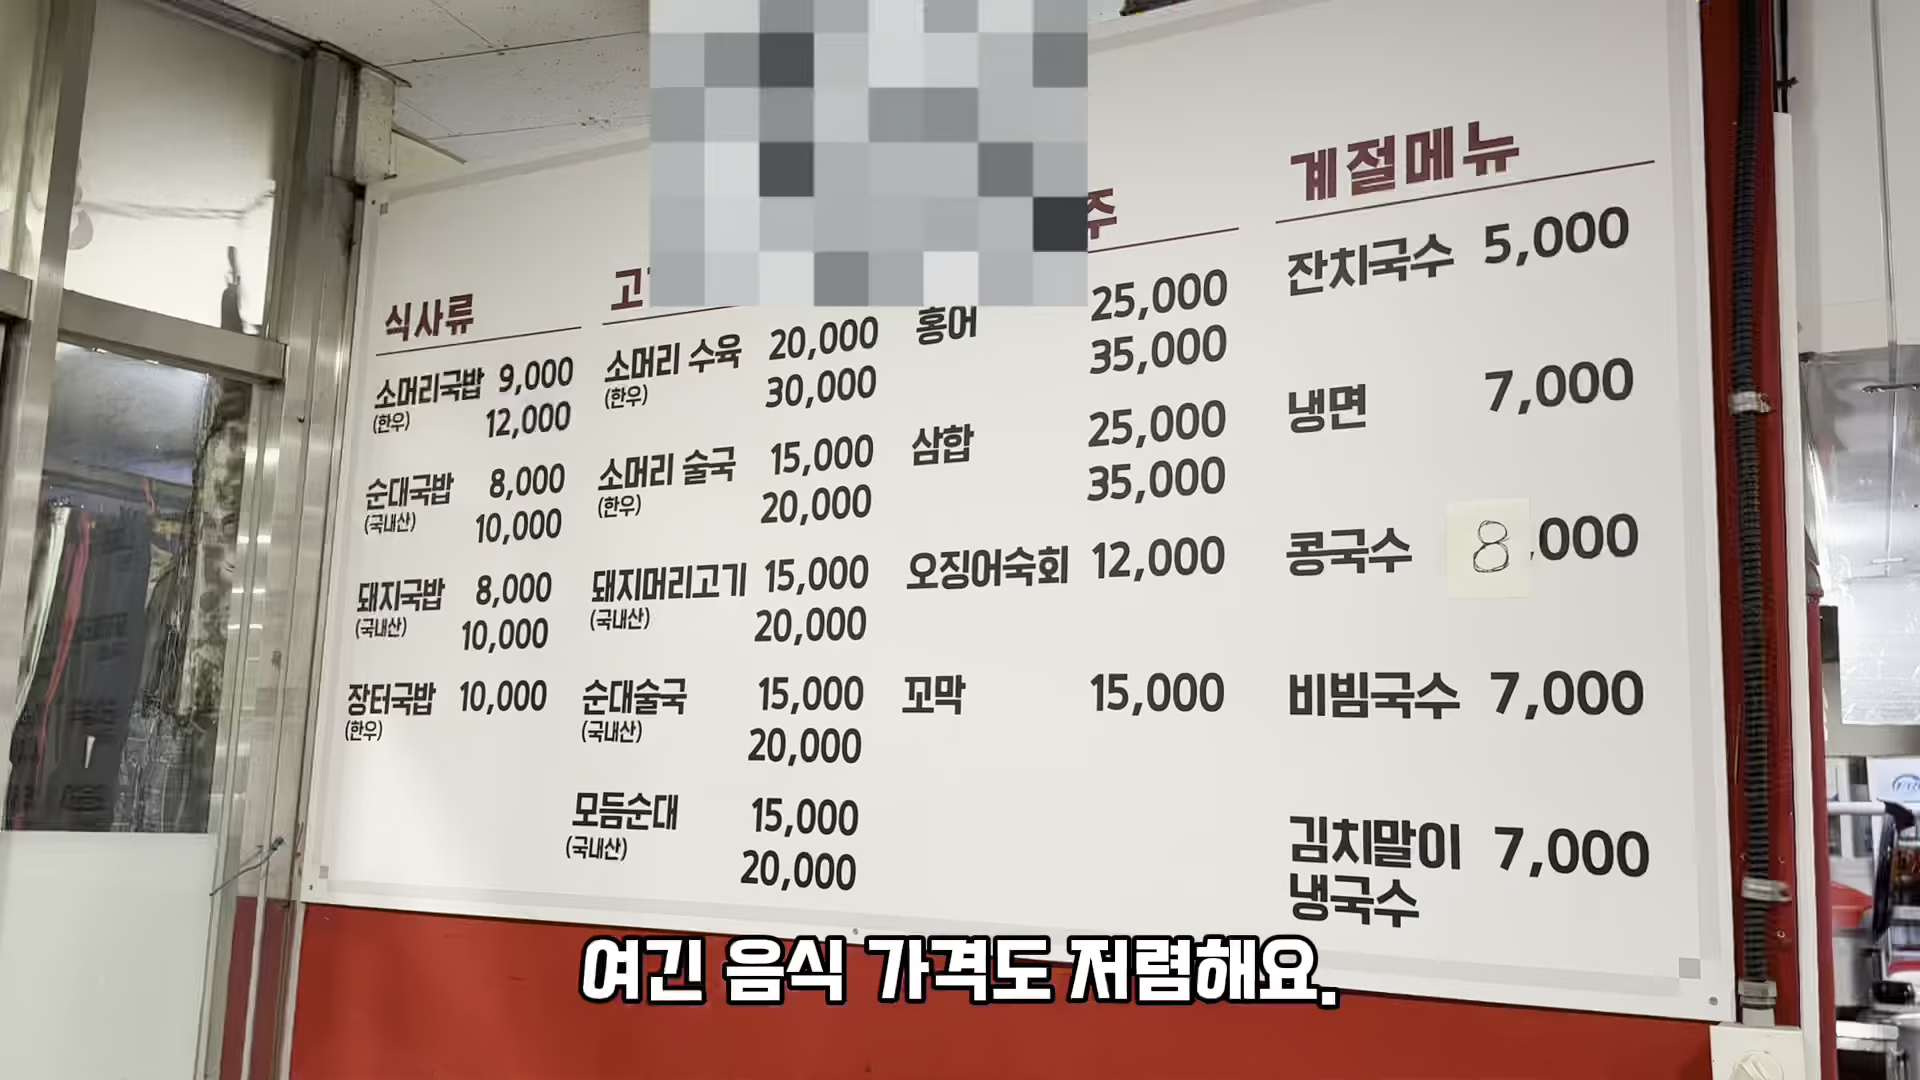 식사류
소머리국밥 9,000
(한우) 12,000
순대국밥 8,000
(국내산) 10,000
돼지국밥 8,000
(국내산) 10,000
장터국밥 10,000
(한우)
고
소머리 수육 20,000
(한우) 30,000
소머리 술국 15,000
(한우) 20,000
돼지머리고기 15,000
(국내산) 20,000
순대술국 15,000
(국내산) 20,000
모듬순대 15,000
(국내산) 20,000
주
홍어 25,000
35,000
삼합 25,000
35,000
오징어숙회 12,000
꼬막 15,000
계절메뉴
잔치국수 5,000
냉면 7,000
콩국수 8,000
비빔국수 7,000
김치말이 7,000
냉국수
여긴 음식 가격도 저렴해요.